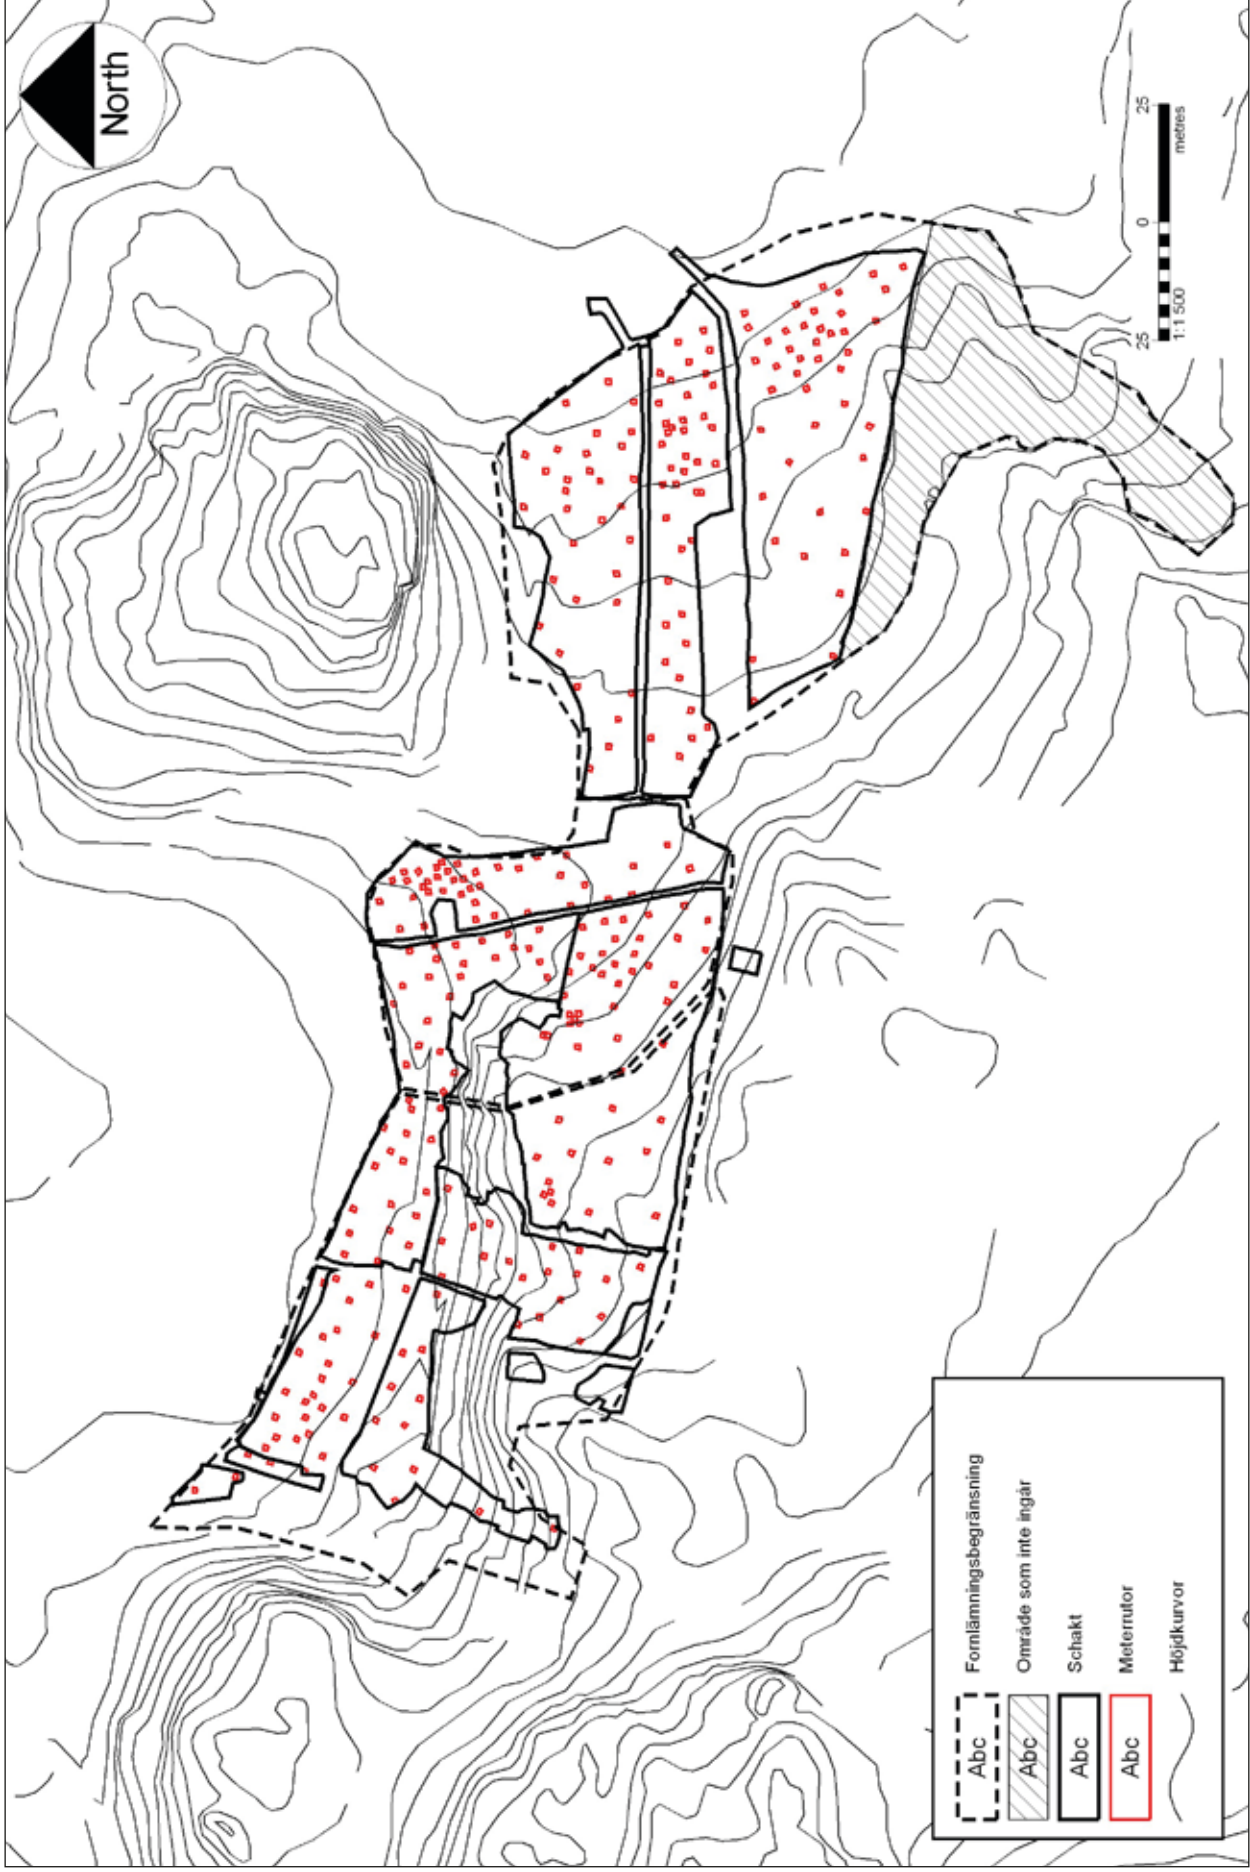 North
25
0
25
metres
1:1 500
Abc
Fornlämningsbegränsning
Abc
Område som inte ingår
Abc
Schakt
Abc
Meterrutor
Höjdkurvor